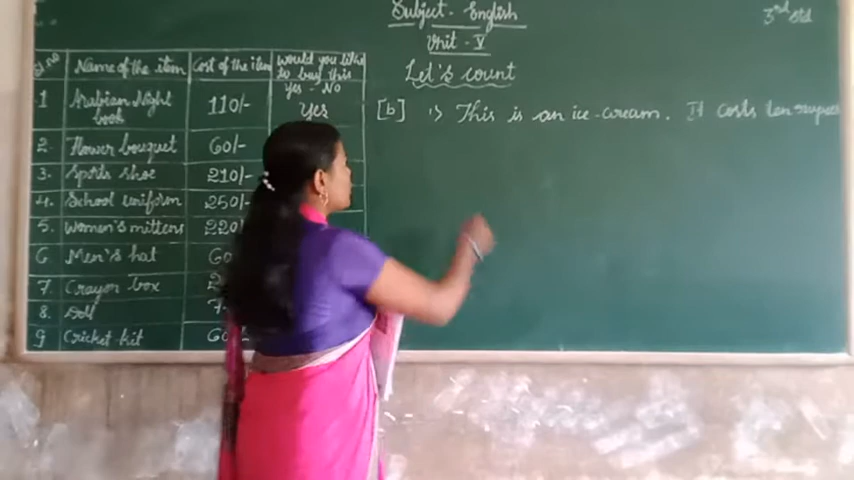 Subject - English
3rd std
Unit - V
Let's count
Sl No Name of the item Cost of the item would you like to buy this Yes - No
1 Arabian Night book 110/- Yes
2. Flower bouquet 60/-
3. Sports shoe 210/-
4. School uniform 250/-
5. Women's mittens 220
6 Men's hat
7. Crayon box
8. Doll
9 Cricket kit 60
[b] 1) This is an ice-cream. It costs ten rupees